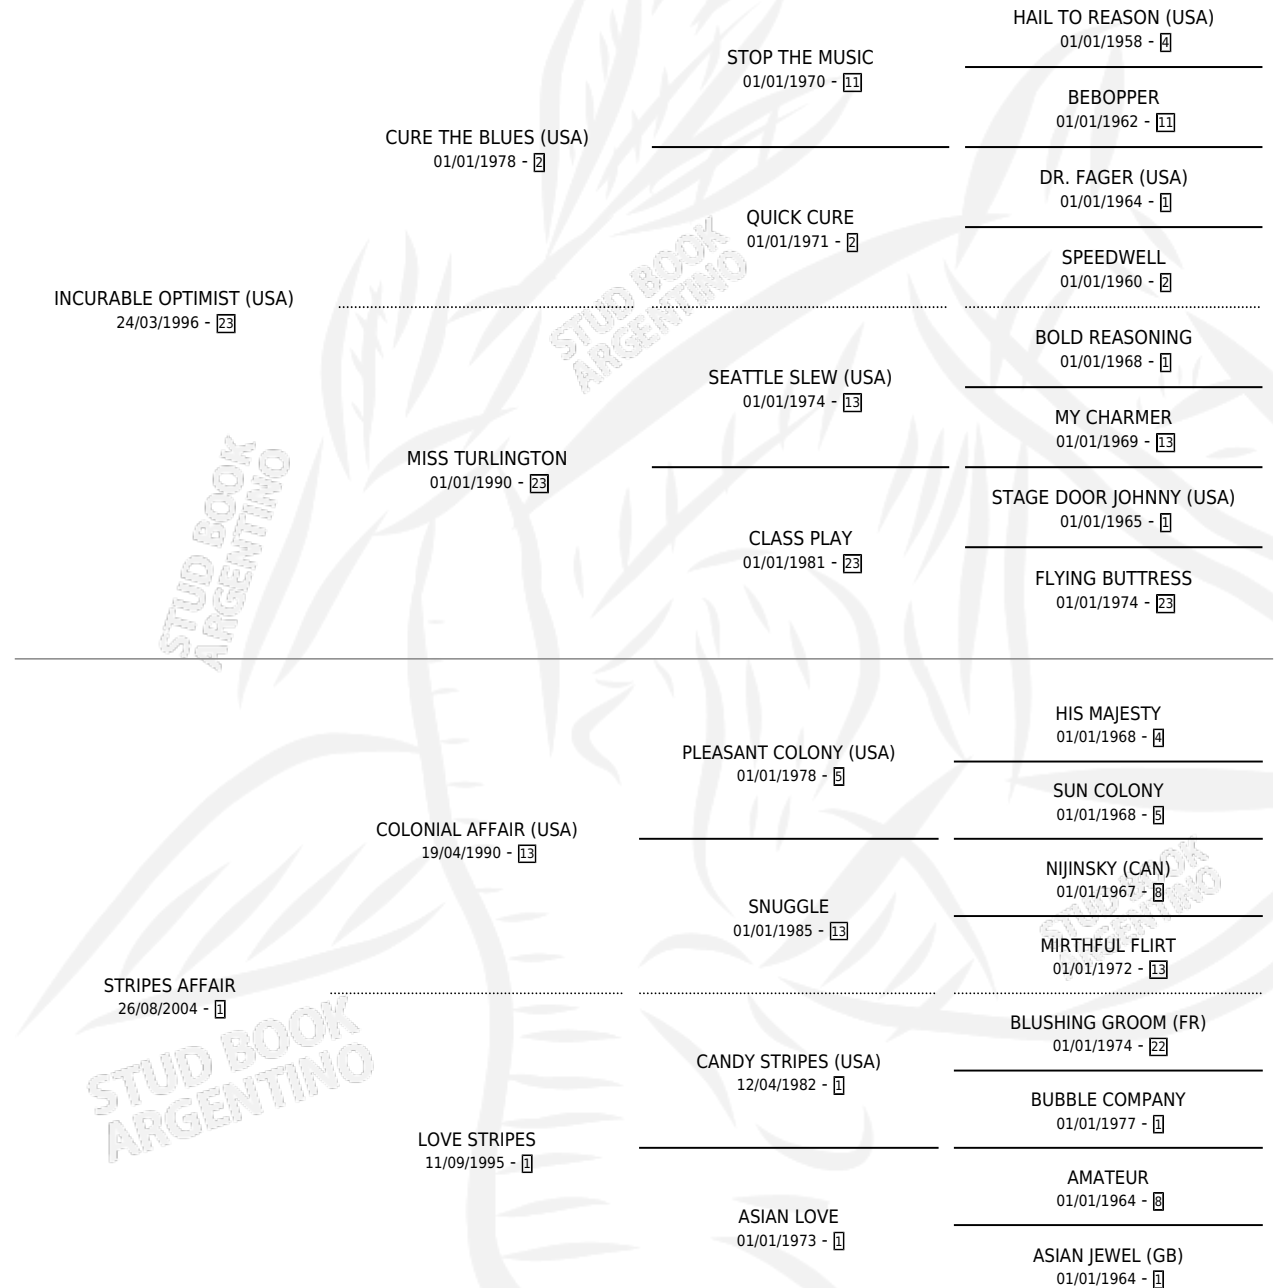 HAIL TO REASON (USA)
01/01/1958 - 4
STOP THE MUSIC
01/01/1970 - 11
BEBOPPER
01/01/1962 - 11
CURE THE BLUES (USA)
01/01/1978 - 2
DR. FAGER (USA)
01/01/1964 - 1
QUICK CURE
01/01/1971 - 2
SPEEDWELL
01/01/1960 - 2
INCURABLE OPTIMIST (USA)
24/03/1996 - 23
BOLD REASONING
01/01/1968 - 1
SEATTLE SLEW (USA)
01/01/1974 - 13
MY CHARMER
01/01/1969 - 13
MISS TURLINGTON
01/01/1990 - 23
STAGE DOOR JOHNNY (USA)
01/01/1965 - 1
CLASS PLAY
01/01/1981 - 23
FLYING BUTTRESS
01/01/1974 - 23
HIS MAJESTY
01/01/1968 - 4
PLEASANT COLONY (USA)
01/01/1978 - 5
SUN COLONY
01/01/1968 - 5
COLONIAL AFFAIR (USA)
19/04/1990 - 13
NIJINSKY (CAN)
01/01/1967 - 8
SNUGGLE
01/01/1985 - 13
MIRTHFUL FLIRT
01/01/1972 - 13
STRIPES AFFAIR
26/08/2004 - 1
BLUSHING GROOM (FR)
01/01/1974 - 22
CANDY STRIPES (USA)
12/04/1982 - 1
BUBBLE COMPANY
01/01/1977 - 1
LOVE STRIPES
11/09/1995 - 1
AMATEUR
01/01/1964 - 8
ASIAN LOVE
01/01/1973 - 1
ASIAN JEWEL (GB)
01/01/1964 - 1
STUD BOOK
ARGENTINO
STUD BOOK
ARGENTINO
STUD BOOK
ARGENTINO
STUD BOOK
ARGENTINO